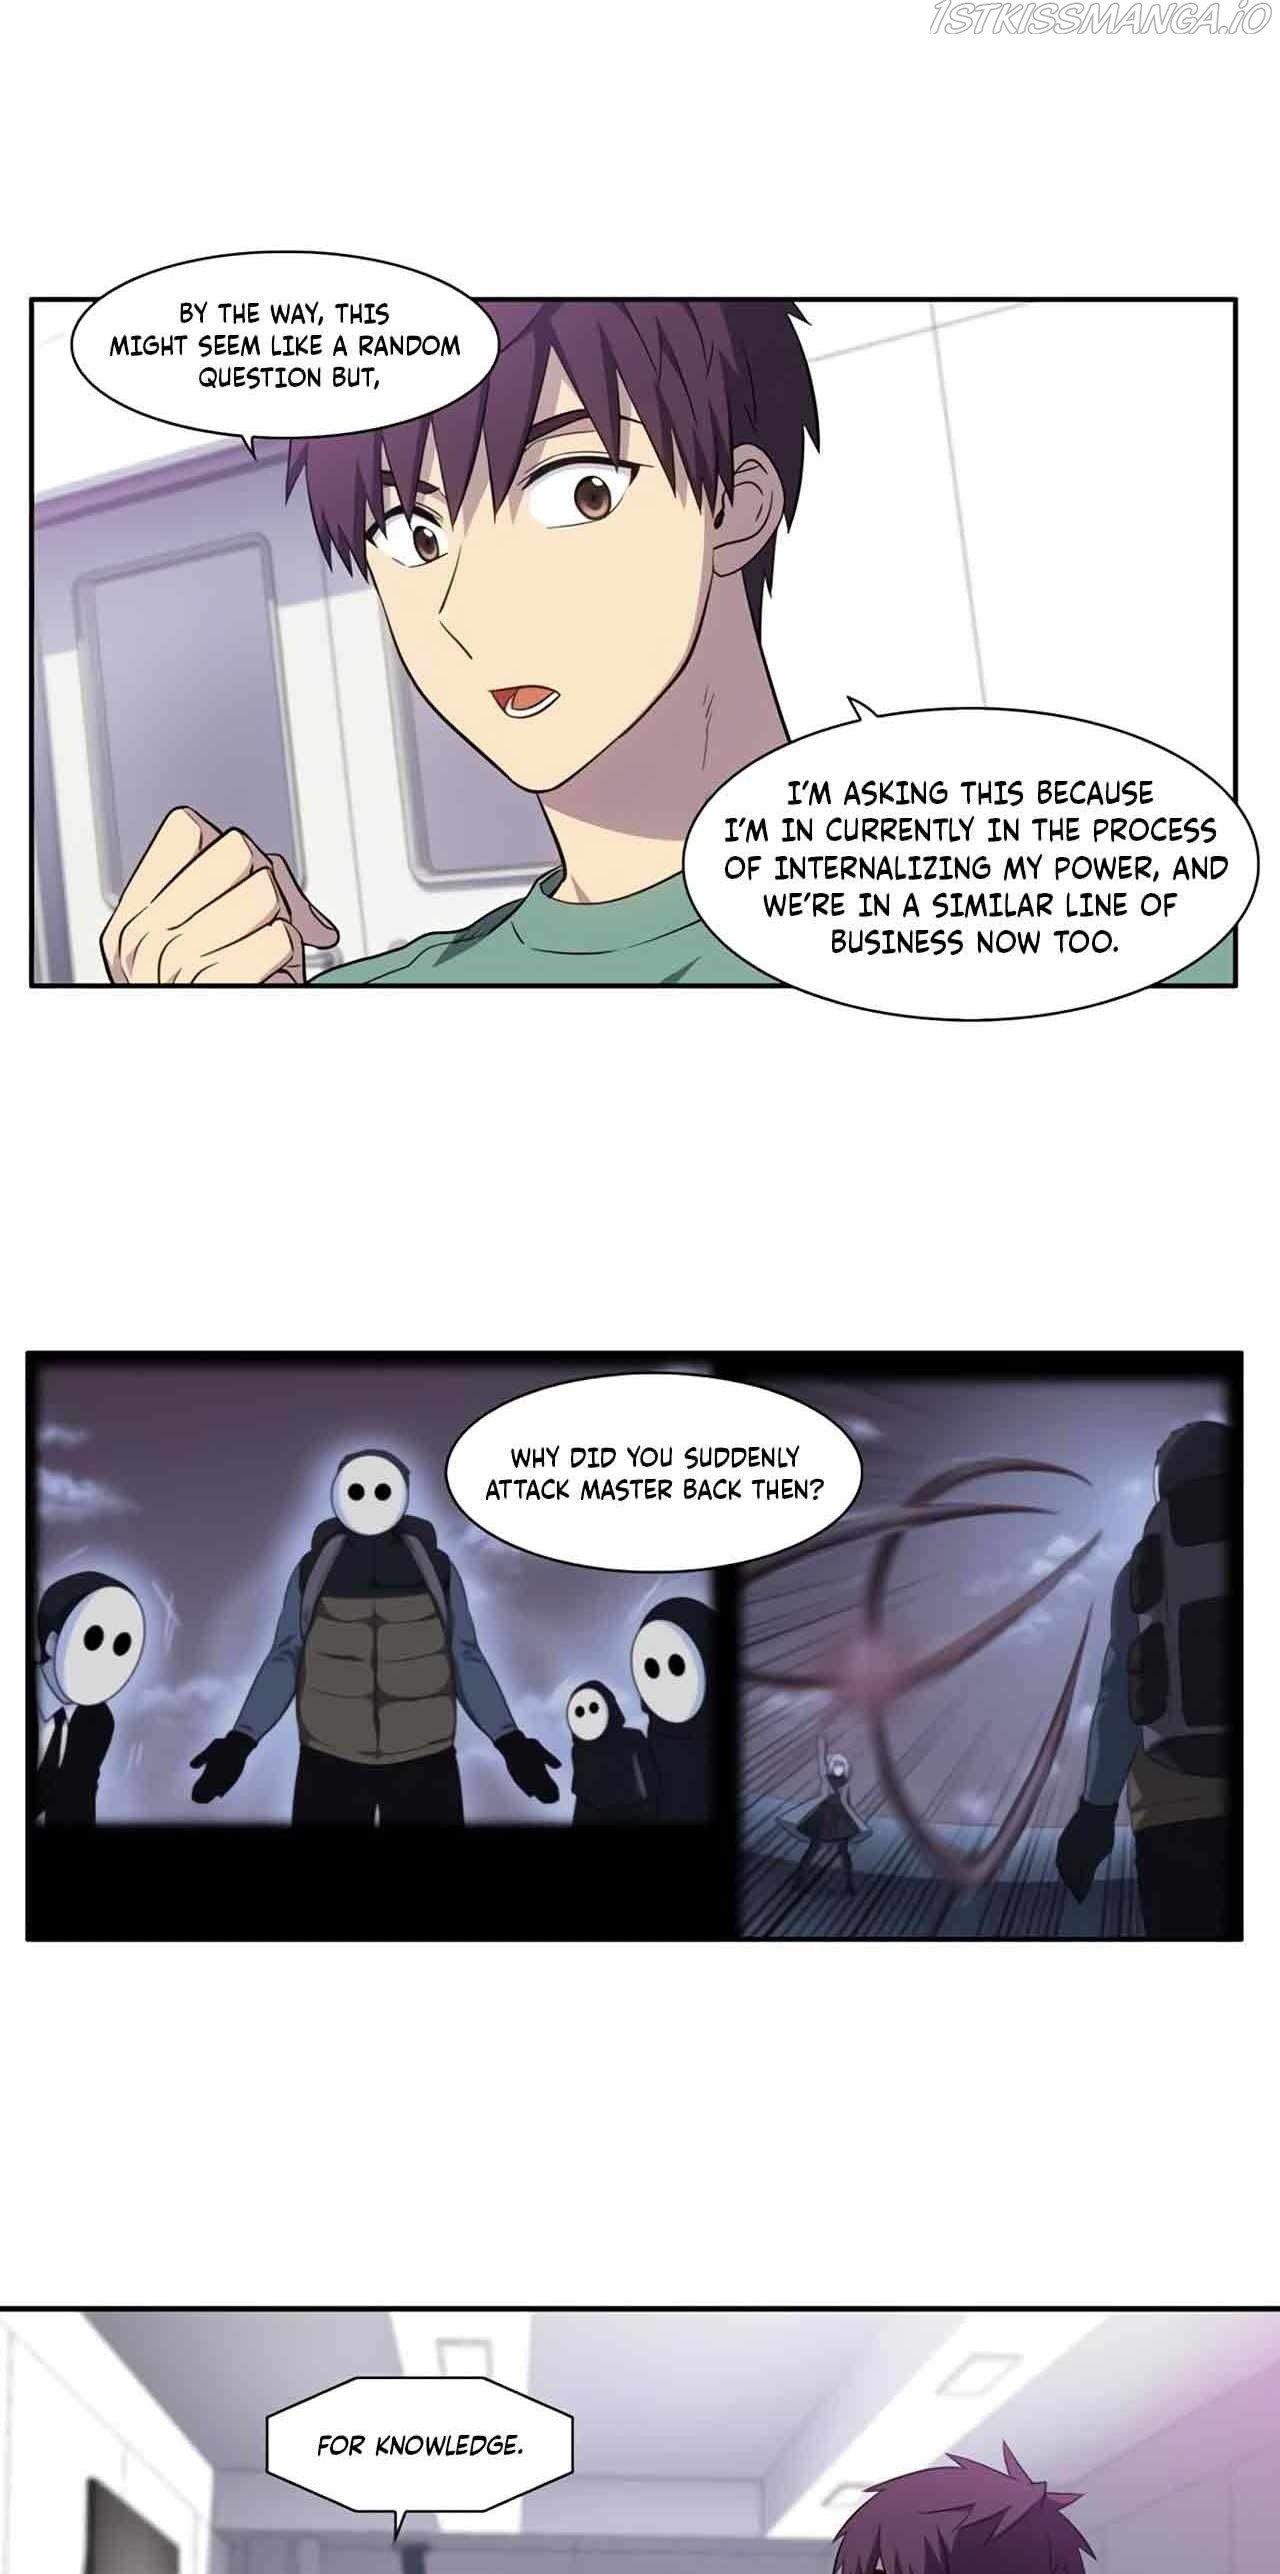 1STKISSMANGA.IO
BY THE WAY, THIS
MIGHT SEEM LIKE A RANDOM
QUESTION BUT,
I'M ASKING THIS BECAUSE
I'M IN CURRENTLY IN THE PROCESS
OF INTERNALIZING MY POWER, AND
WE'RE IN A SIMILAR LINE OF
BUSINESS NOW TOO.
WHY DID YOU SUDDENLY
ATTACK MASTER BACK THEN?
FOR KNOWLEDGE.